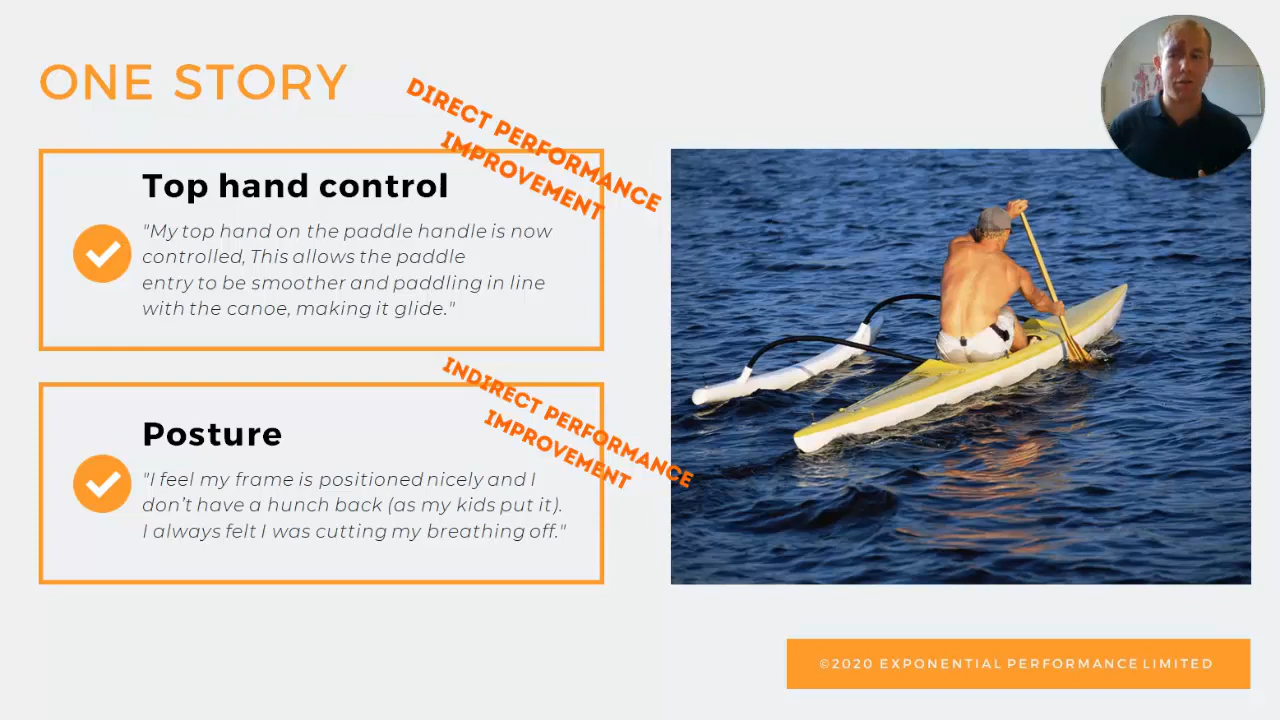 ONE STORY
DIRECT PERFORMANCE
IMPROVEMENT
Top hand control
"My top hand on the paddle handle is now
controlled, This allows the paddle
entry to be smoother and paddling in line
with the canoe, making it glide."
INDIRECT PERFORMANCE
IMPROVEMENT
Posture
"I feel my frame is positioned nicely and I
don't have a hunch back (as my kids put it).
I always felt I was cutting my breathing off."
©2020 EXPONENTIAL PERFORMANCE LIMITED